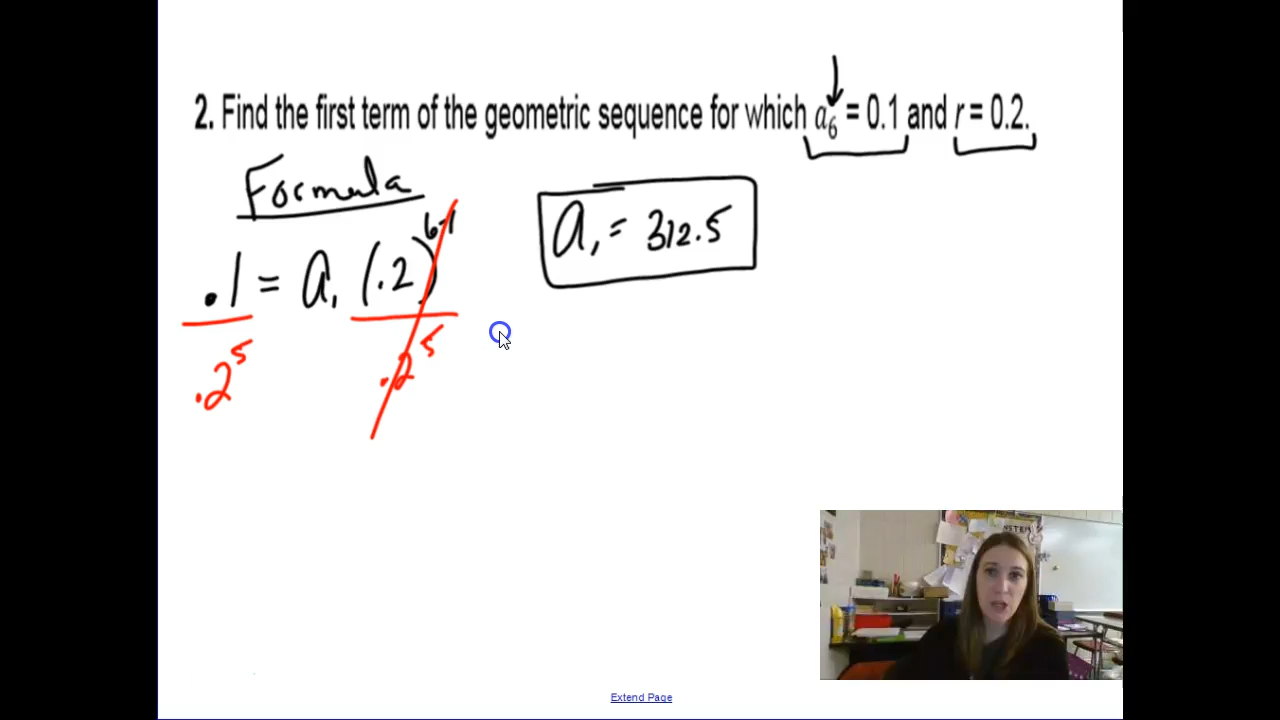 2. Find the first term of the geometric sequence for which a₆ = 0.1 and r = 0.2.
Formula
.1 = a₁ (.2)⁶⁻¹
.2⁵ .2⁵
a₁ = 312.5
Extend Page